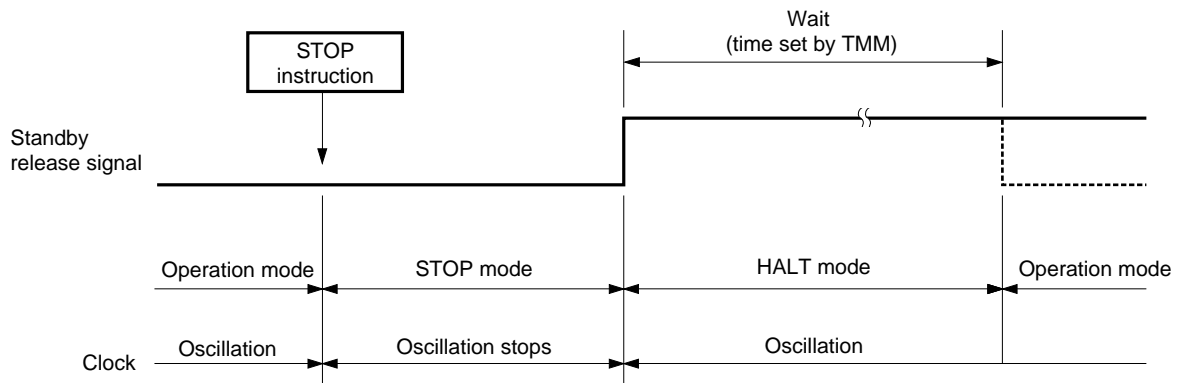 Wait
(time set by TMM)
STOP
instruction
Standby
release signal
Operation mode
STOP mode
HALT mode
Operation mode
Clock
Oscillation
Oscillation stops
Oscillation